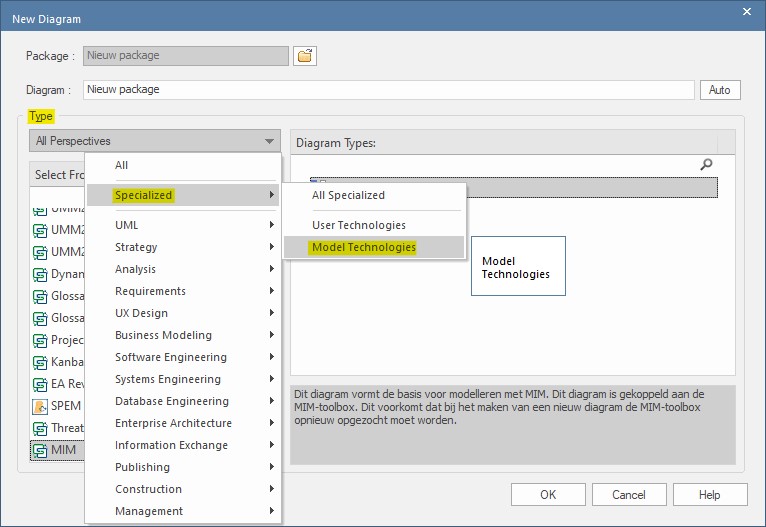 New Diagram
Package :
Nieuw package
Diagram :
Nieuw package
Auto
Type
All Perspectives
Diagram Types:
Select Fro
UMM2
UMM2
UMM2
Dynan
Glossa
Glossa
Projec
Kanba
EA Rev
SPEM
Threat
MIM
All
Specialized
UML
Strategy
Analysis
Requirements
UX Design
Business Modeling
Software Engineering
Systems Engineering
Database Engineering
Enterprise Architecture
Information Exchange
Publishing
Construction
Management
All Specialized
User Technologies
Model Technologies
Model
Technologies
Dit diagram vormt de basis voor modelleren met MIM. Dit diagram is gekoppeld aan de
MIM-toolbox. Dit voorkomt dat bij het maken van een nieuw diagram de MIM-toolbox
opnieuw opgezocht moet worden.
OK
Cancel
Help